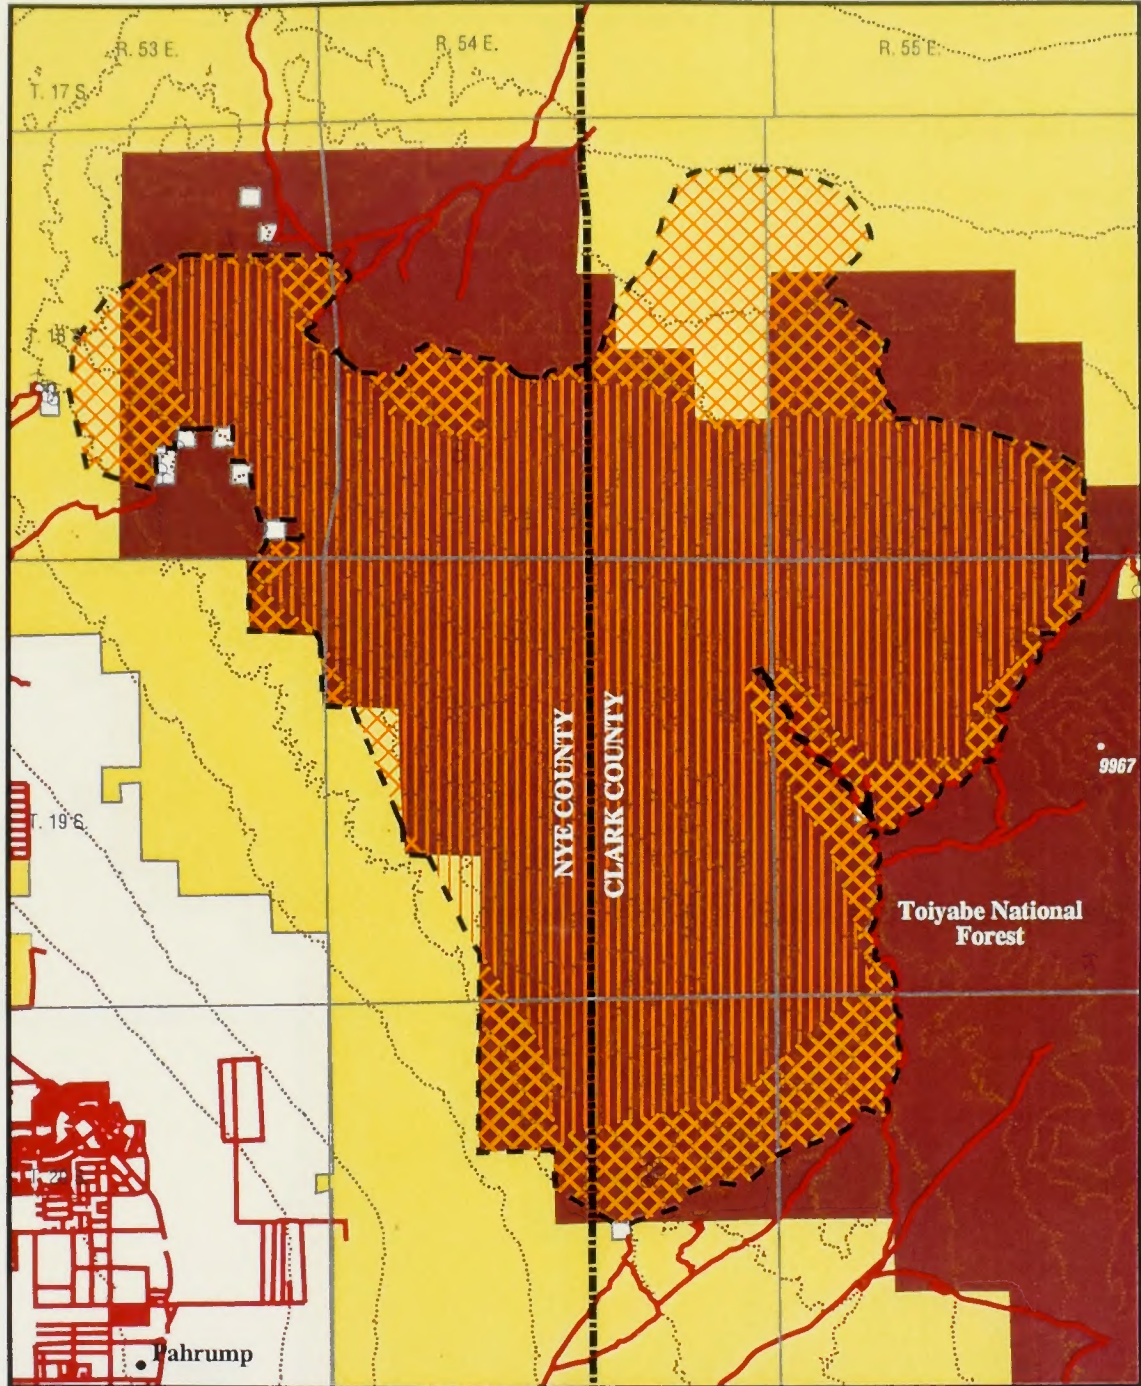 R. 53 E.
R. 54 E.
R. 55 E.
T. 17 S.
NYE COUNTY
CLARK COUNTY
9967
T. 19 S.
Toiyabe National
Forest
Pahrump